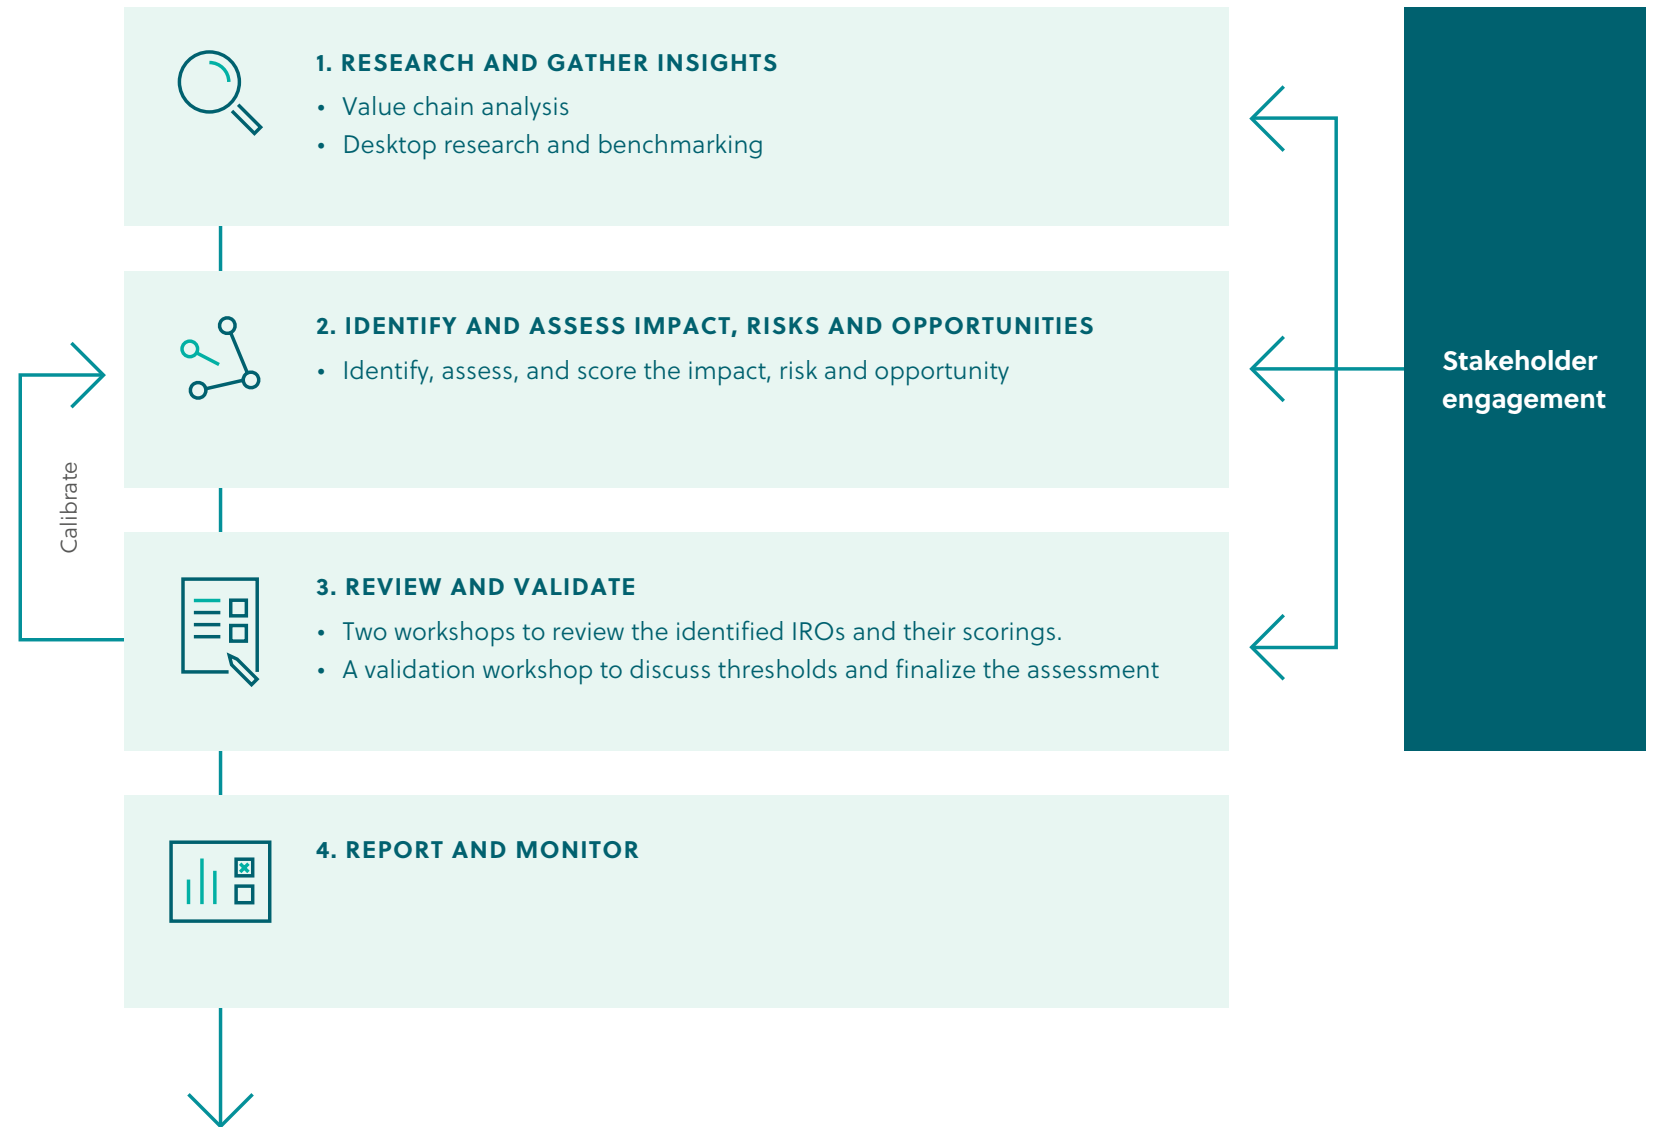 1. RESEARCH AND GATHER INSIGHTS
• Value chain analysis
• Desktop research and benchmarking
2. IDENTIFY AND ASSESS IMPACT, RISKS AND OPPORTUNITIES
• Identify, assess, and score the impact, risk and opportunity
Calibrate
3. REVIEW AND VALIDATE
• Two workshops to review the identified IROs and their scorings.
• A validation workshop to discuss thresholds and finalize the assessment
4. REPORT AND MONITOR
Stakeholder
engagement